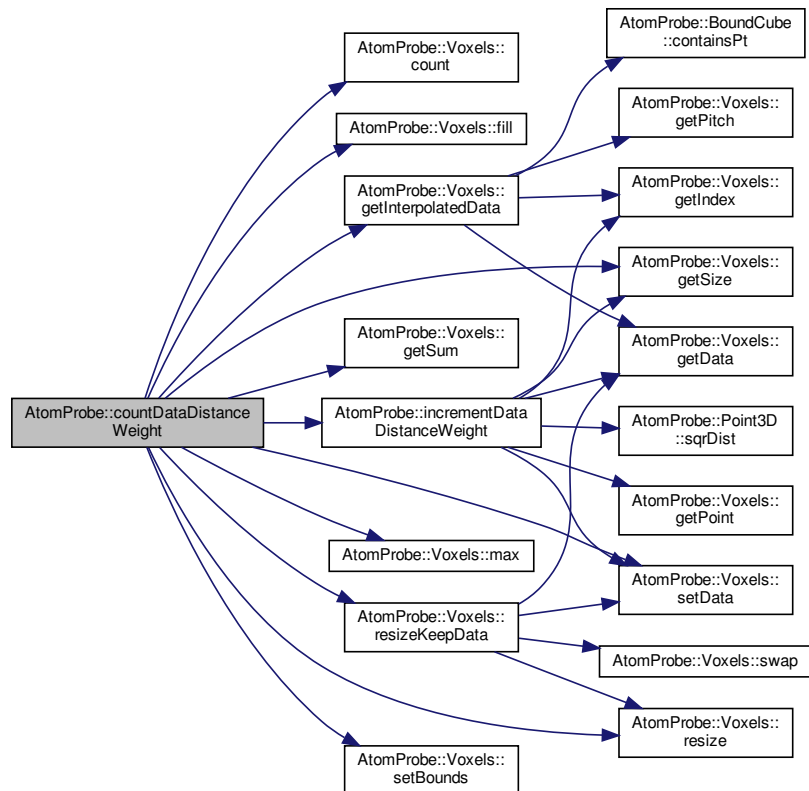 AtomProbe::countDataDistance
Weight
AtomProbe::Voxels::
count
AtomProbe::Voxels::fill
AtomProbe::Voxels::
getInterpolatedData
AtomProbe::Voxels::
getSum
AtomProbe::incrementData
DistanceWeight
AtomProbe::Voxels::max
AtomProbe::Voxels::
resizeKeepData
AtomProbe::Voxels::
setBounds
AtomProbe::BoundCube
::containsPt
AtomProbe::Voxels::
getPitch
AtomProbe::Voxels::
getIndex
AtomProbe::Voxels::
getSize
AtomProbe::Voxels::
getData
AtomProbe::Point3D
::sqrDist
AtomProbe::Voxels::
getPoint
AtomProbe::Voxels::
setData
AtomProbe::Voxels::swap
AtomProbe::Voxels::
resize